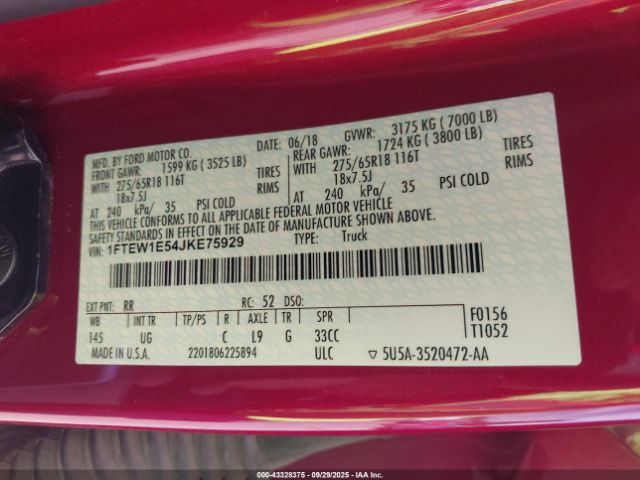 MFD. BY FORD MOTOR CO. DATE: 06/18 GVWR: 3175 KG ( 7000 LB)
FRONT GAWR: 1599 KG ( 3525 LB) REAR GAWR: 1724 KG ( 3800 LB)
WITH 275/65R18 116T TIRES WITH 275/65R18 116T TIRES
18x7.5J RIMS 18x7.5J RIMS
AT 240 kPa/ 35 PSI COLD AT 240 kPa/ 35 PSI COLD
THIS VEHICLE CONFORMS TO ALL APPLICABLE FEDERAL MOTOR VEHICLE
SAFETY STANDARDS IN EFFECT ON THE DATE OF MANUFACTURE SHOWN ABOVE.
VIN: 1FTEW1E54JKE75929 TYPE: Truck
EXT PNT: RR RC: 52 DSO: F0156
WB INT TR TP/PS R AXLE TR SPR T1052
145 UG C L9 G 33CC
MADE IN U.S.A. 2201806225894 ULC ▽ 5U5A-3520472-AA
000-43328375 - 09/29/2025 - IAA Inc.